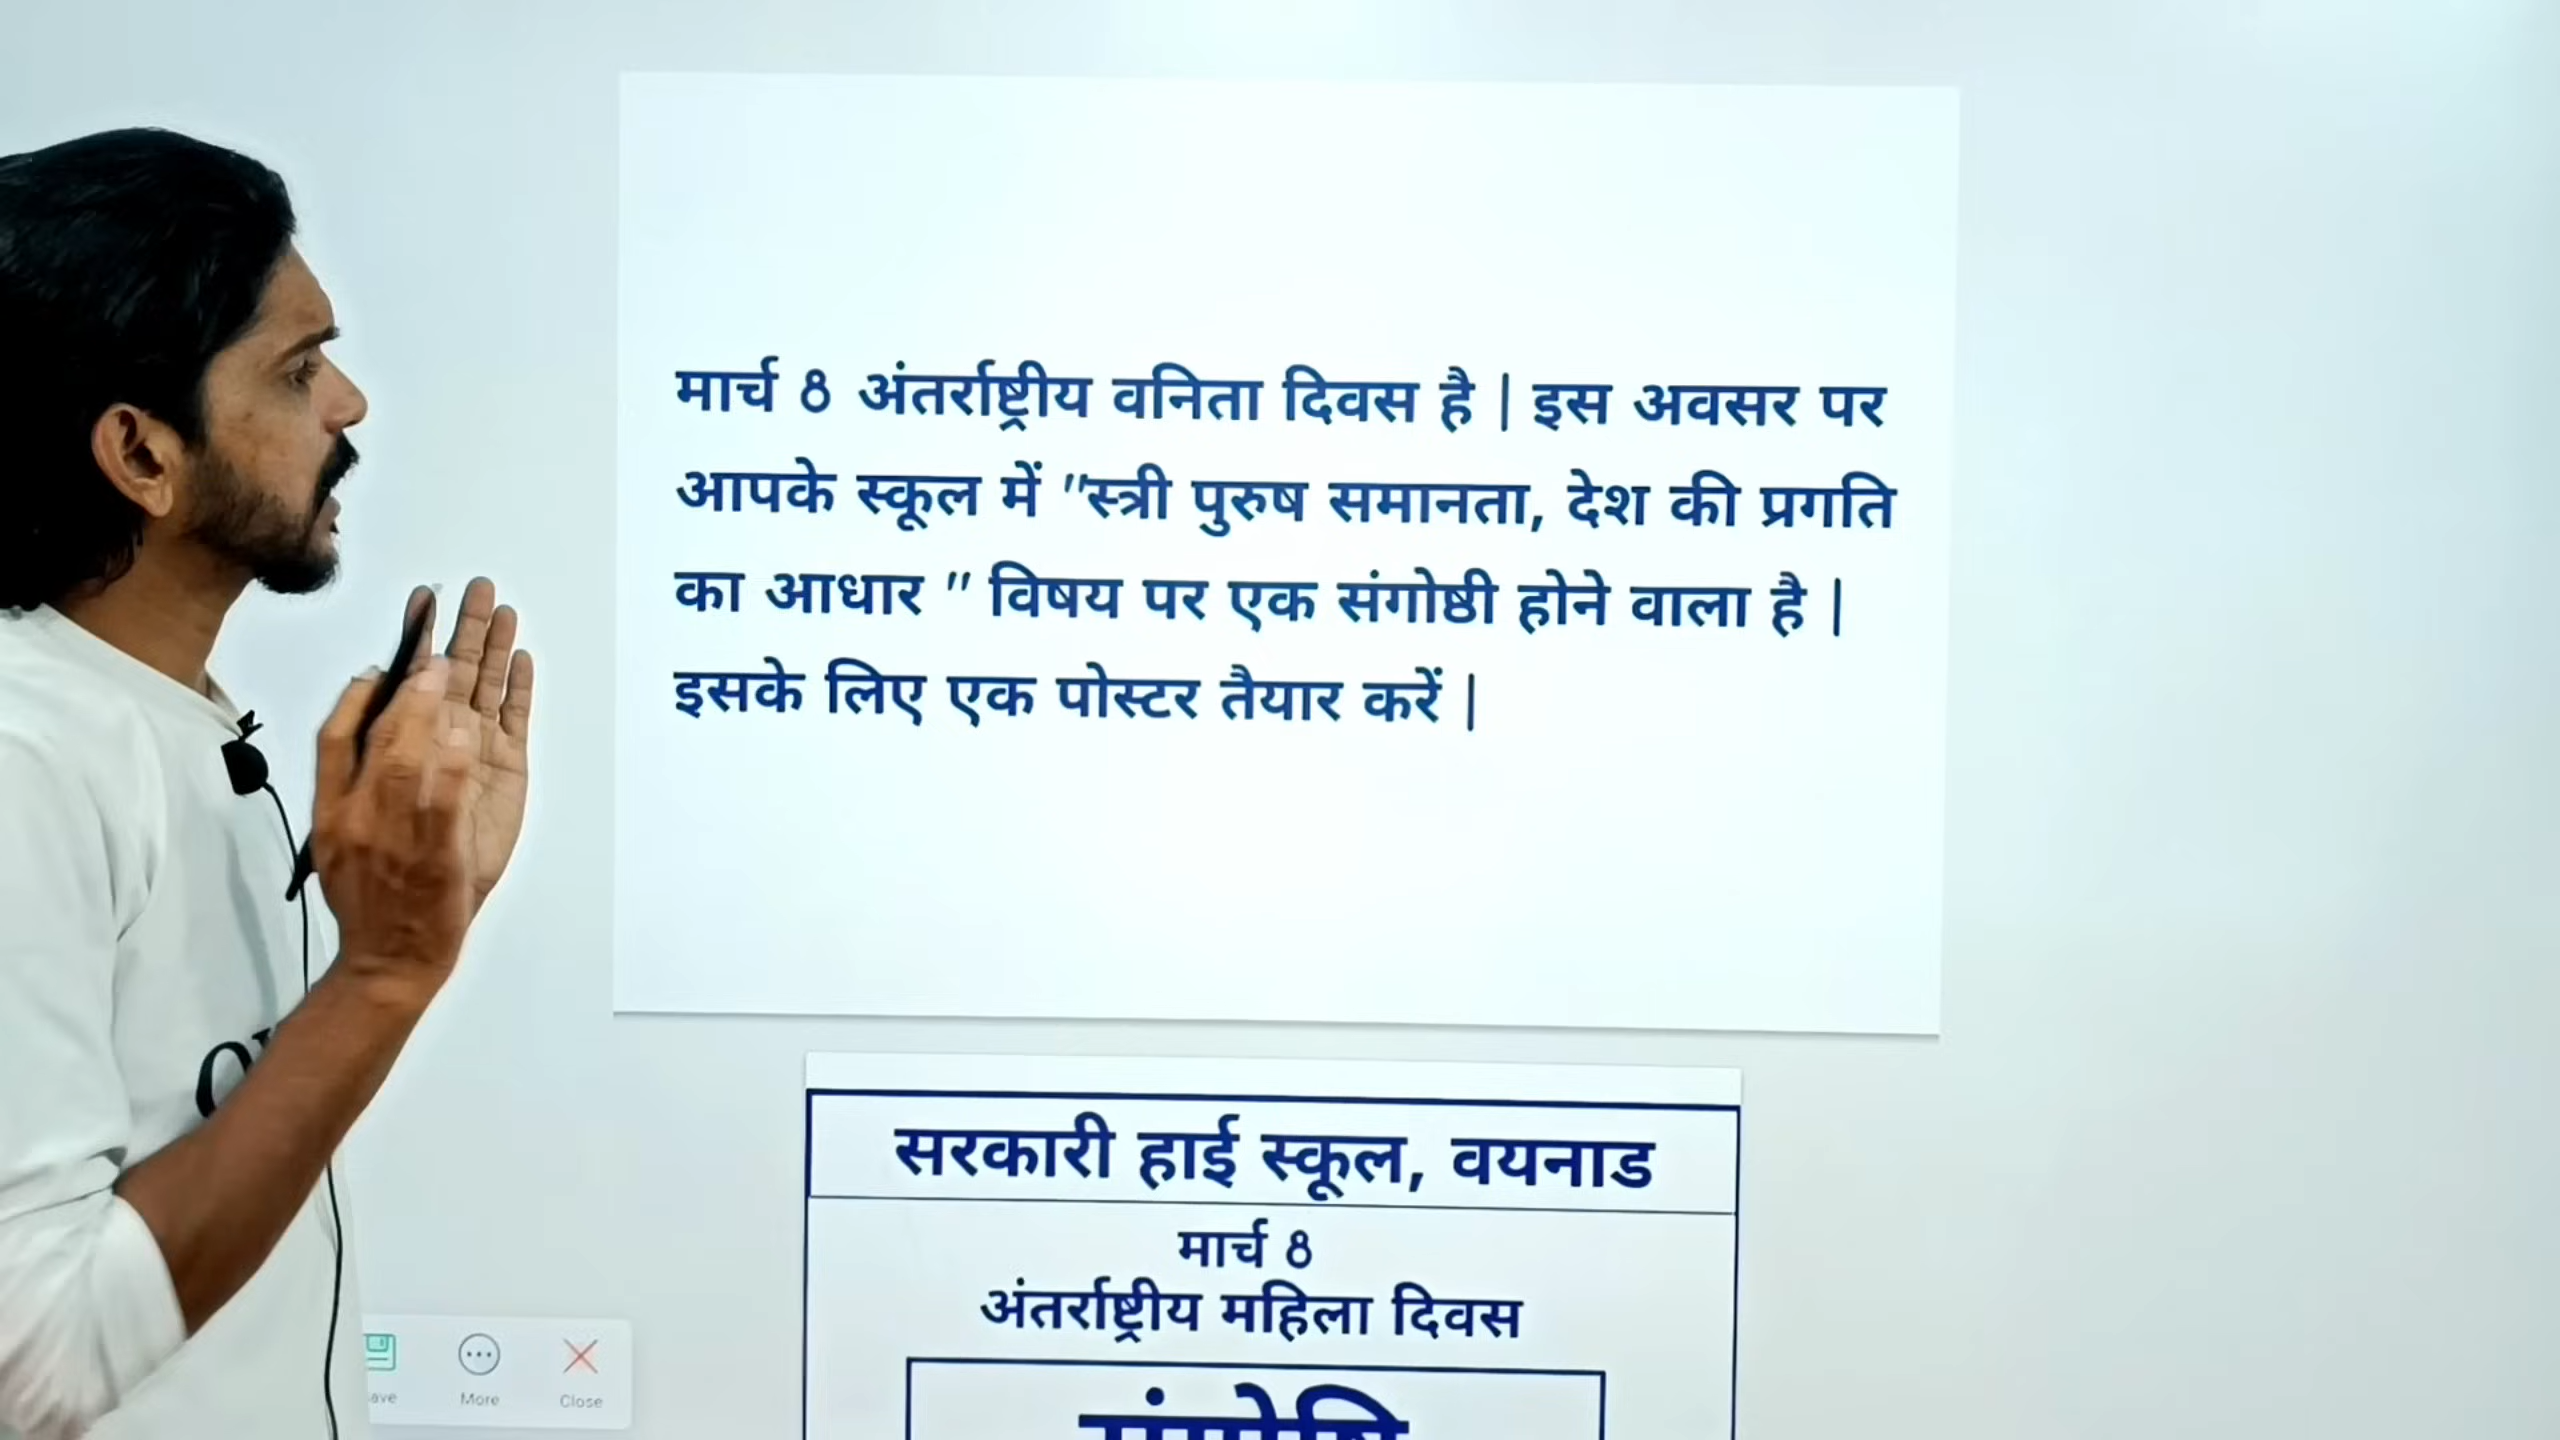 मार्च 8 अंतर्राष्ट्रीय वनिता दिवस है | इस अवसर पर
आपके स्कूल में "स्त्री पुरुष समानता, देश की प्रगति
का आधार " विषय पर एक संगोष्ठी होने वाला है |
इसके लिए एक पोस्टर तैयार करें |
सरकारी हाई स्कूल, वयनाड
मार्च 8
अंतर्राष्ट्रीय महिला दिवस
More
Close